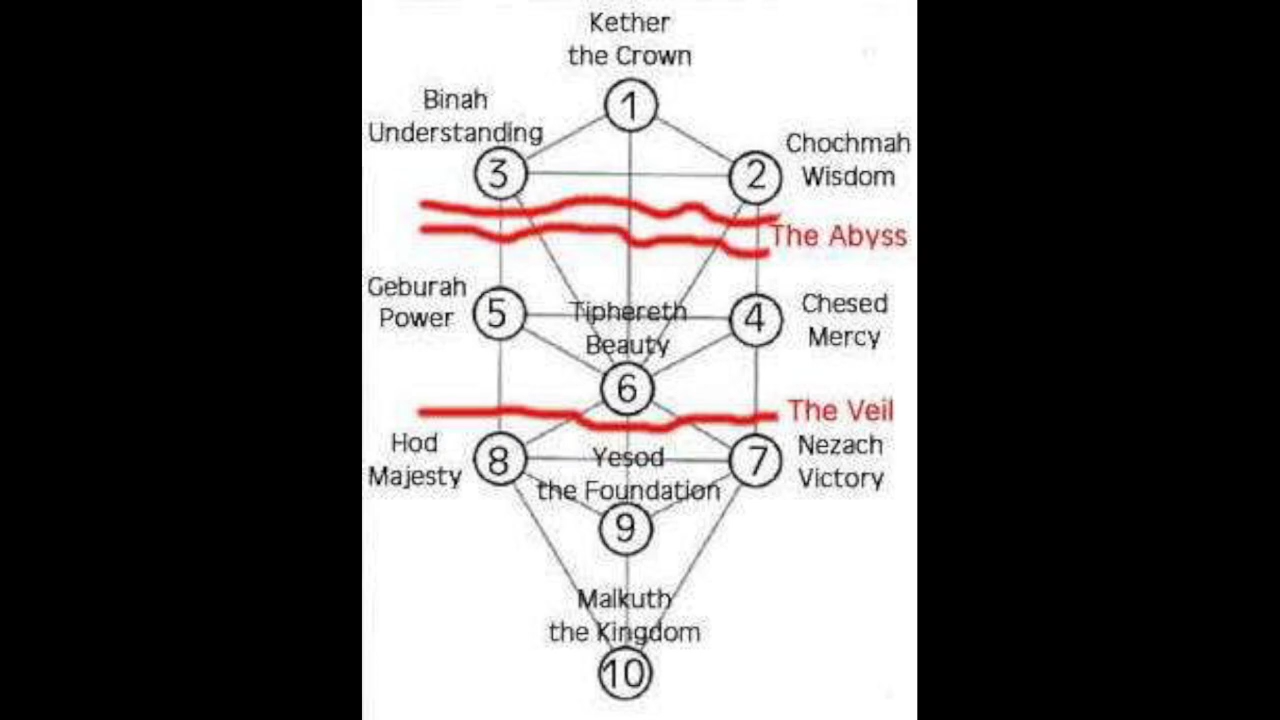 Kether
the Crown
1
Binah
Understanding
3
Chochmah
Wisdom
2
The Abyss
Geburah
Power
5
Tiphereth
Beauty
6
Chesed
Mercy
4
The Veil
Hod
Majesty
8
Yesod
the Foundation
9
Nezach
Victory
7
Malkuth
the Kingdom
10